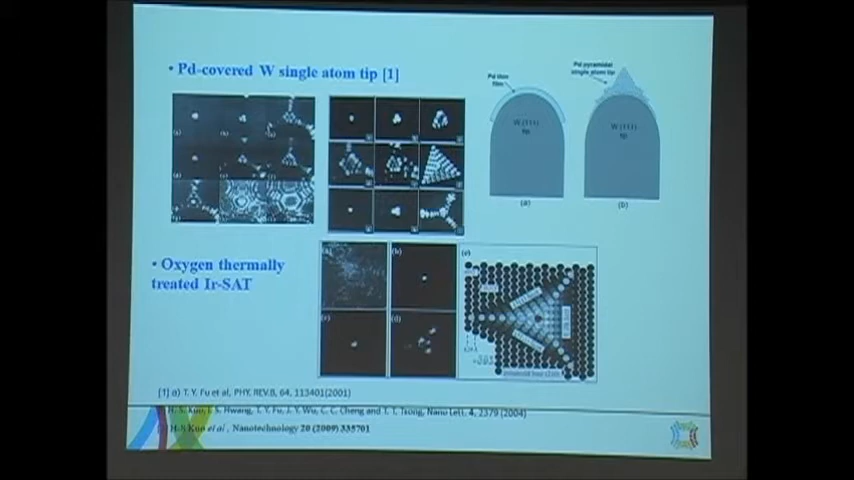 • Pd-covered W single atom tip [1]
Pd thin
film
Pd pyramidal
single atom tip
W (111)
tip
W (111)
tip
(a)
(b)
• Oxygen thermally
treated Ir-SAT
(b)
(c)
(d)
(e)
[1] a) T. Y. Fu et al, PHY. REV.B, 64, 113401(2001)
H. S. Kuo, I. S. Hwang, T. Y. Fu, J. Y. Wu, C. C. Cheng and T. T. Tsong, Nano Lett. 4, 2379 (2004)
H-S Kuo et al , Nanotechnology 20 (2009) 335701